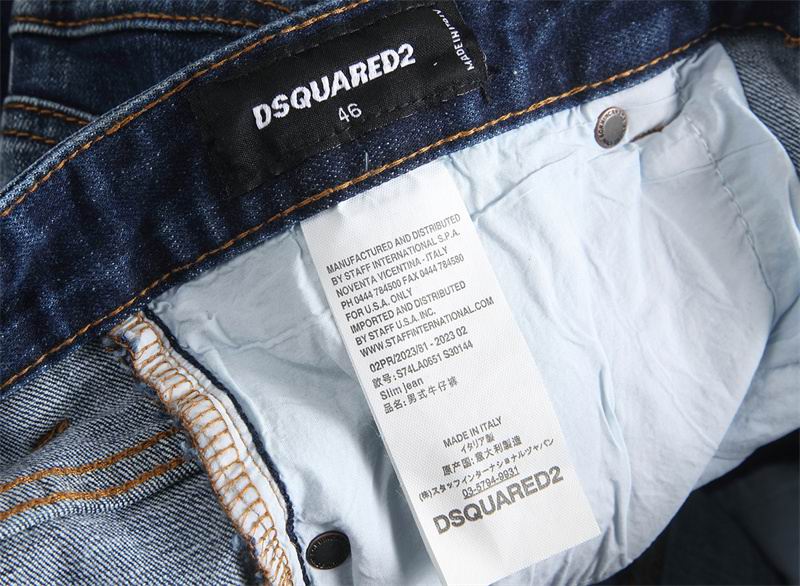 DSQUARED2
46
MADE IN ITALY
MANUFACTURED AND DISTRIBUTED
BY STAFF INTERNATIONAL S.P.A.
NOVENTA VICENTINA - ITALY
PH 0444 784500 FAX 0444 784580
FOR U.S.A. ONLY
IMPORTED AND DISTRIBUTED
BY STAFF U.S.A. INC.
WWW.STAFFINTERNATIONAL.COM
02PR/2023/81 - 2023 02
款号: S74LA0651 S30144
Slim jean
品名: 男式牛仔裤
MADE IN ITALY
イタリア製
原产国: 意大利製造
(株)スタッフインターナショナル・ジャパン
03-5794-9931
DSQUARED2